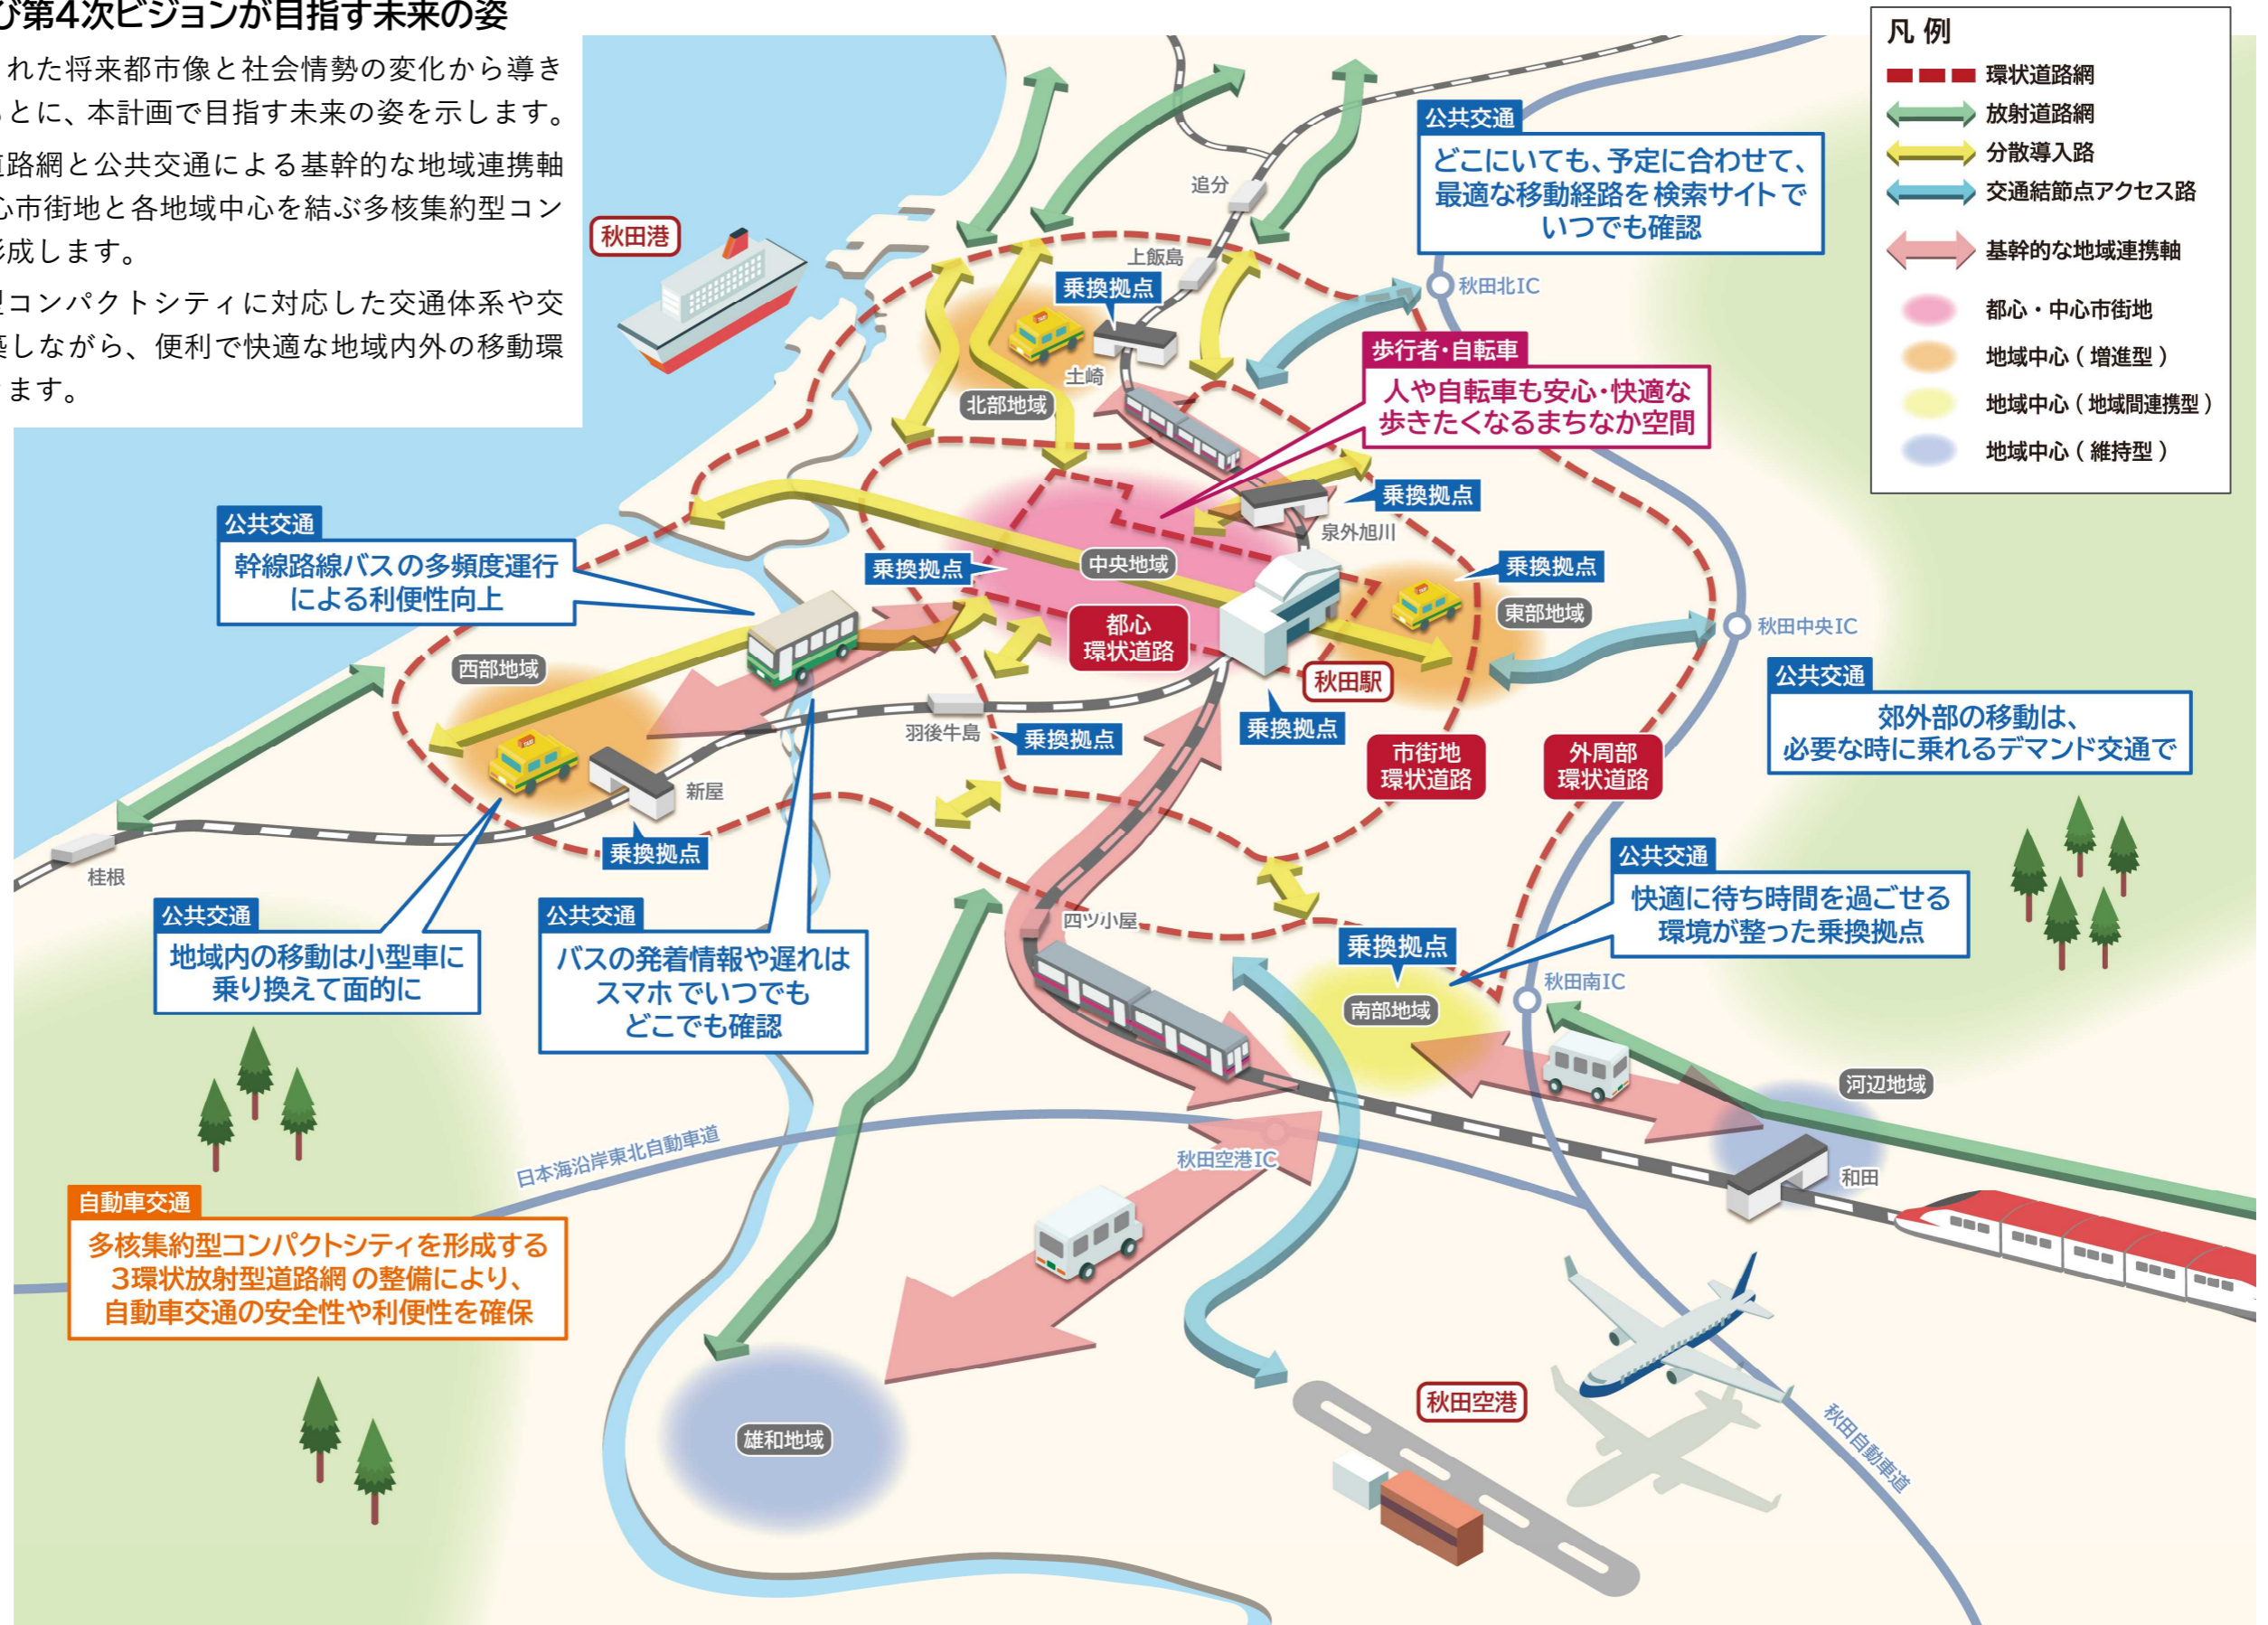 び第4次ビジョンが目指す未来の姿
れた将来都市像と社会情勢の変化から導き
とに、本計画で目指す未来の姿を示します。
道路網と公共交通による基幹的な地域連携軸
心市街地と各地域中心を結ぶ多核集約型コン
形成します。
型コンパクトシティに対応した交通体系や交
築しながら、便利で快適な地域内外の移動環
ます。
凡 例
環状道路網
放射道路網
分散導入路
交通結節点アクセス路
基幹的な地域連携軸
都心・中心市街地
地域中心（増進型）
地域中心（地域間連携型）
地域中心（維持型）
公共交通
どこにいても、予定に合わせて、
最適な移動経路を検索サイトで
いつでも確認
追分
秋田港
上飯島
乗換拠点
秋田北IC
歩行者・自転車
人や自転車も安心・快適な
歩きたくなるまちなか空間
土崎
北部地域
乗換拠点
泉外旭川
公共交通
幹線路線バスの多頻度運行
による利便性向上
乗換拠点
中央地域
乗換拠点
東部地域
都心
環状道路
秋田中央IC
西部地域
秋田駅
乗換拠点
羽後牛島
乗換拠点
公共交通
郊外部の移動は、
必要な時に乗れるデマンド交通で
市街地
環状道路
外周部
環状道路
新屋
乗換拠点
桂根
公共交通
地域内の移動は小型車に
乗り換えて面的に
公共交通
バスの発着情報や遅れは
スマホでいつでも
どこでも確認
四ツ小屋
公共交通
快適に待ち時間を過ごせる
環境が整った乗換拠点
乗換拠点
南部地域
秋田南IC
河辺地域
和田
日本海沿岸東北自動車道
秋田空港IC
自動車交通
多核集約型コンパクトシティを形成する
3環状放射型道路網の整備により、
自動車交通の安全性や利便性を確保
雄和地域
秋田空港
秋田自動車道